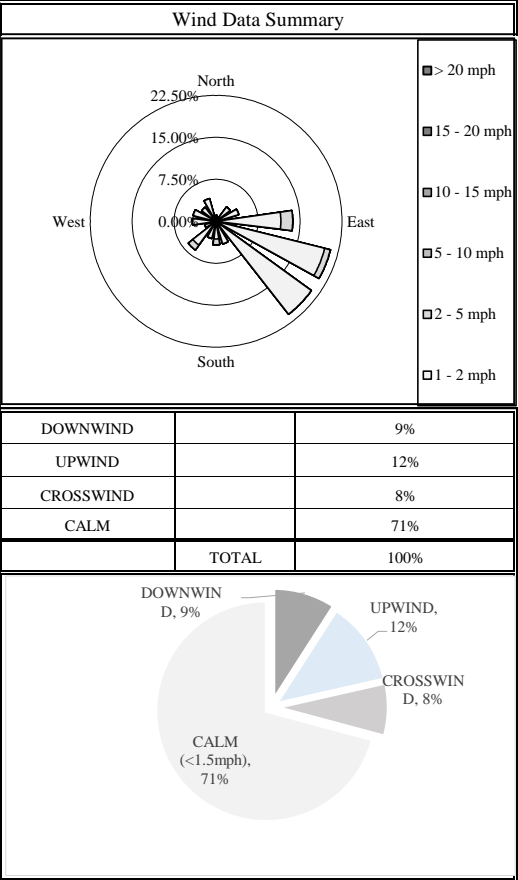 Wind Data Summary
North
22.50%
15.00%
7.50%
0.00%
West
East
South
> 20 mph
15 - 20 mph
10 - 15 mph
5 - 10 mph
2 - 5 mph
1 - 2 mph
DOWNWIND 9%
UPWIND 12%
CROSSWIND 8%
CALM 71%
TOTAL 100%
DOWNWIN
D, 9%
UPWIND,
12%
CROSSWIN
D, 8%
CALM
(<1.5mph),
71%